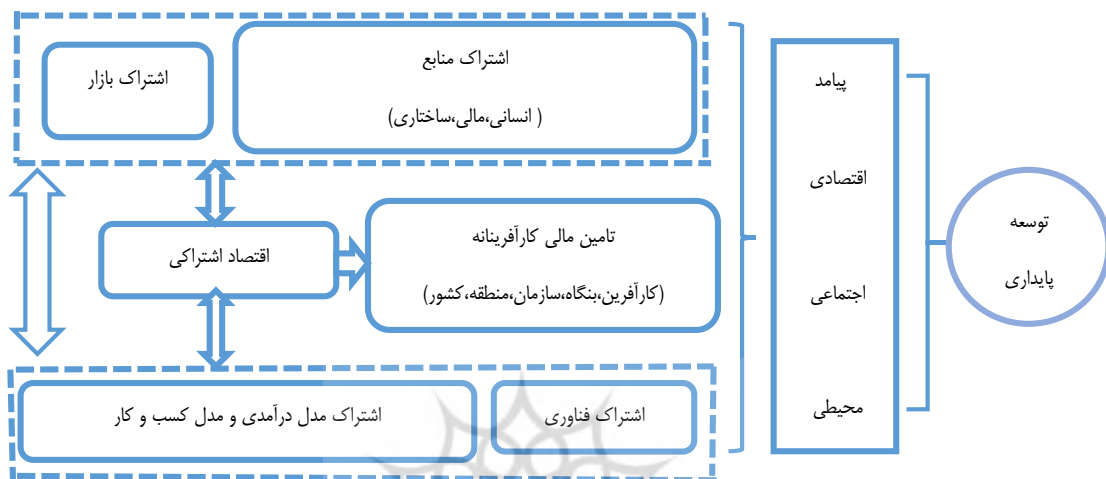 اشتراک منابع
( انسانی،مالی،ساختاری)
اشتراک بازار
اقتصاد اشتراکی
تامین مالی کارآفرینانه
(کارآفرین،بنگاه،سازمان،منطقه،کشور)
اشتراک فناوری
اشتراک مدل درآمدی و مدل کسب و کار
پیامد
اقتصادی
اجتماعی
محیطی
توسعه
پایداری